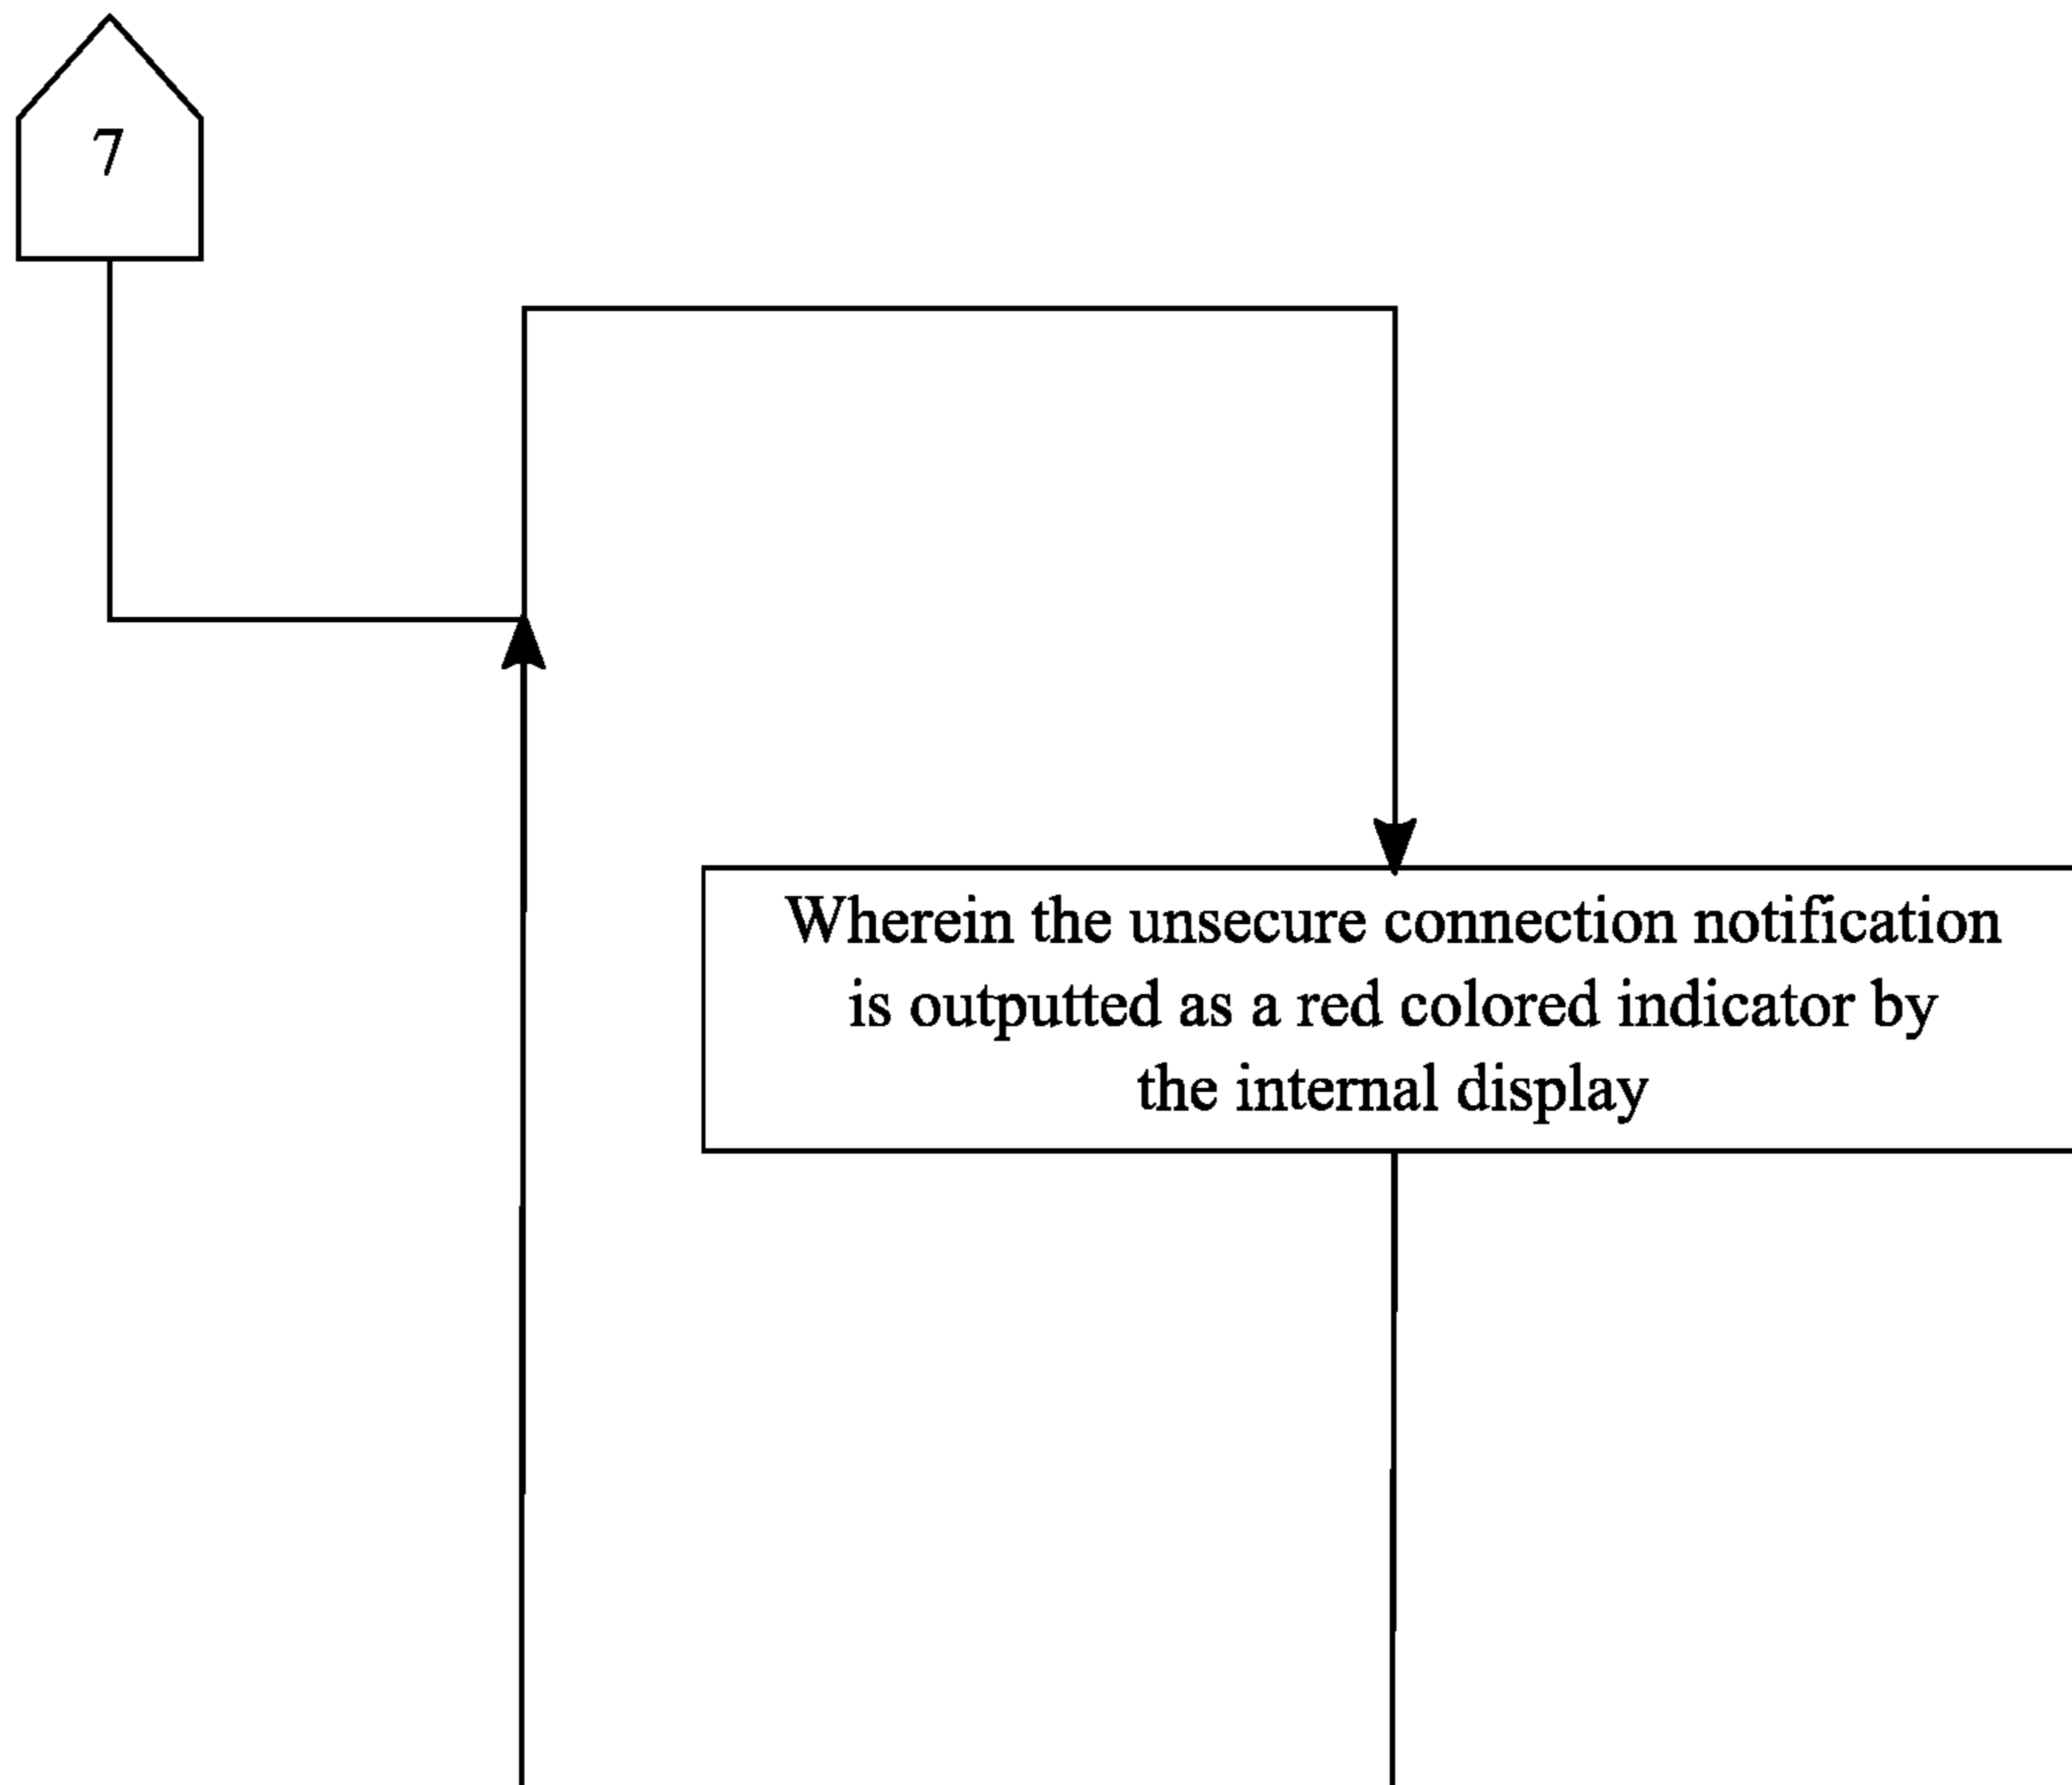 7
Wherein the unsecure connection notification
is outputted as a red colored indicator by
the internal display